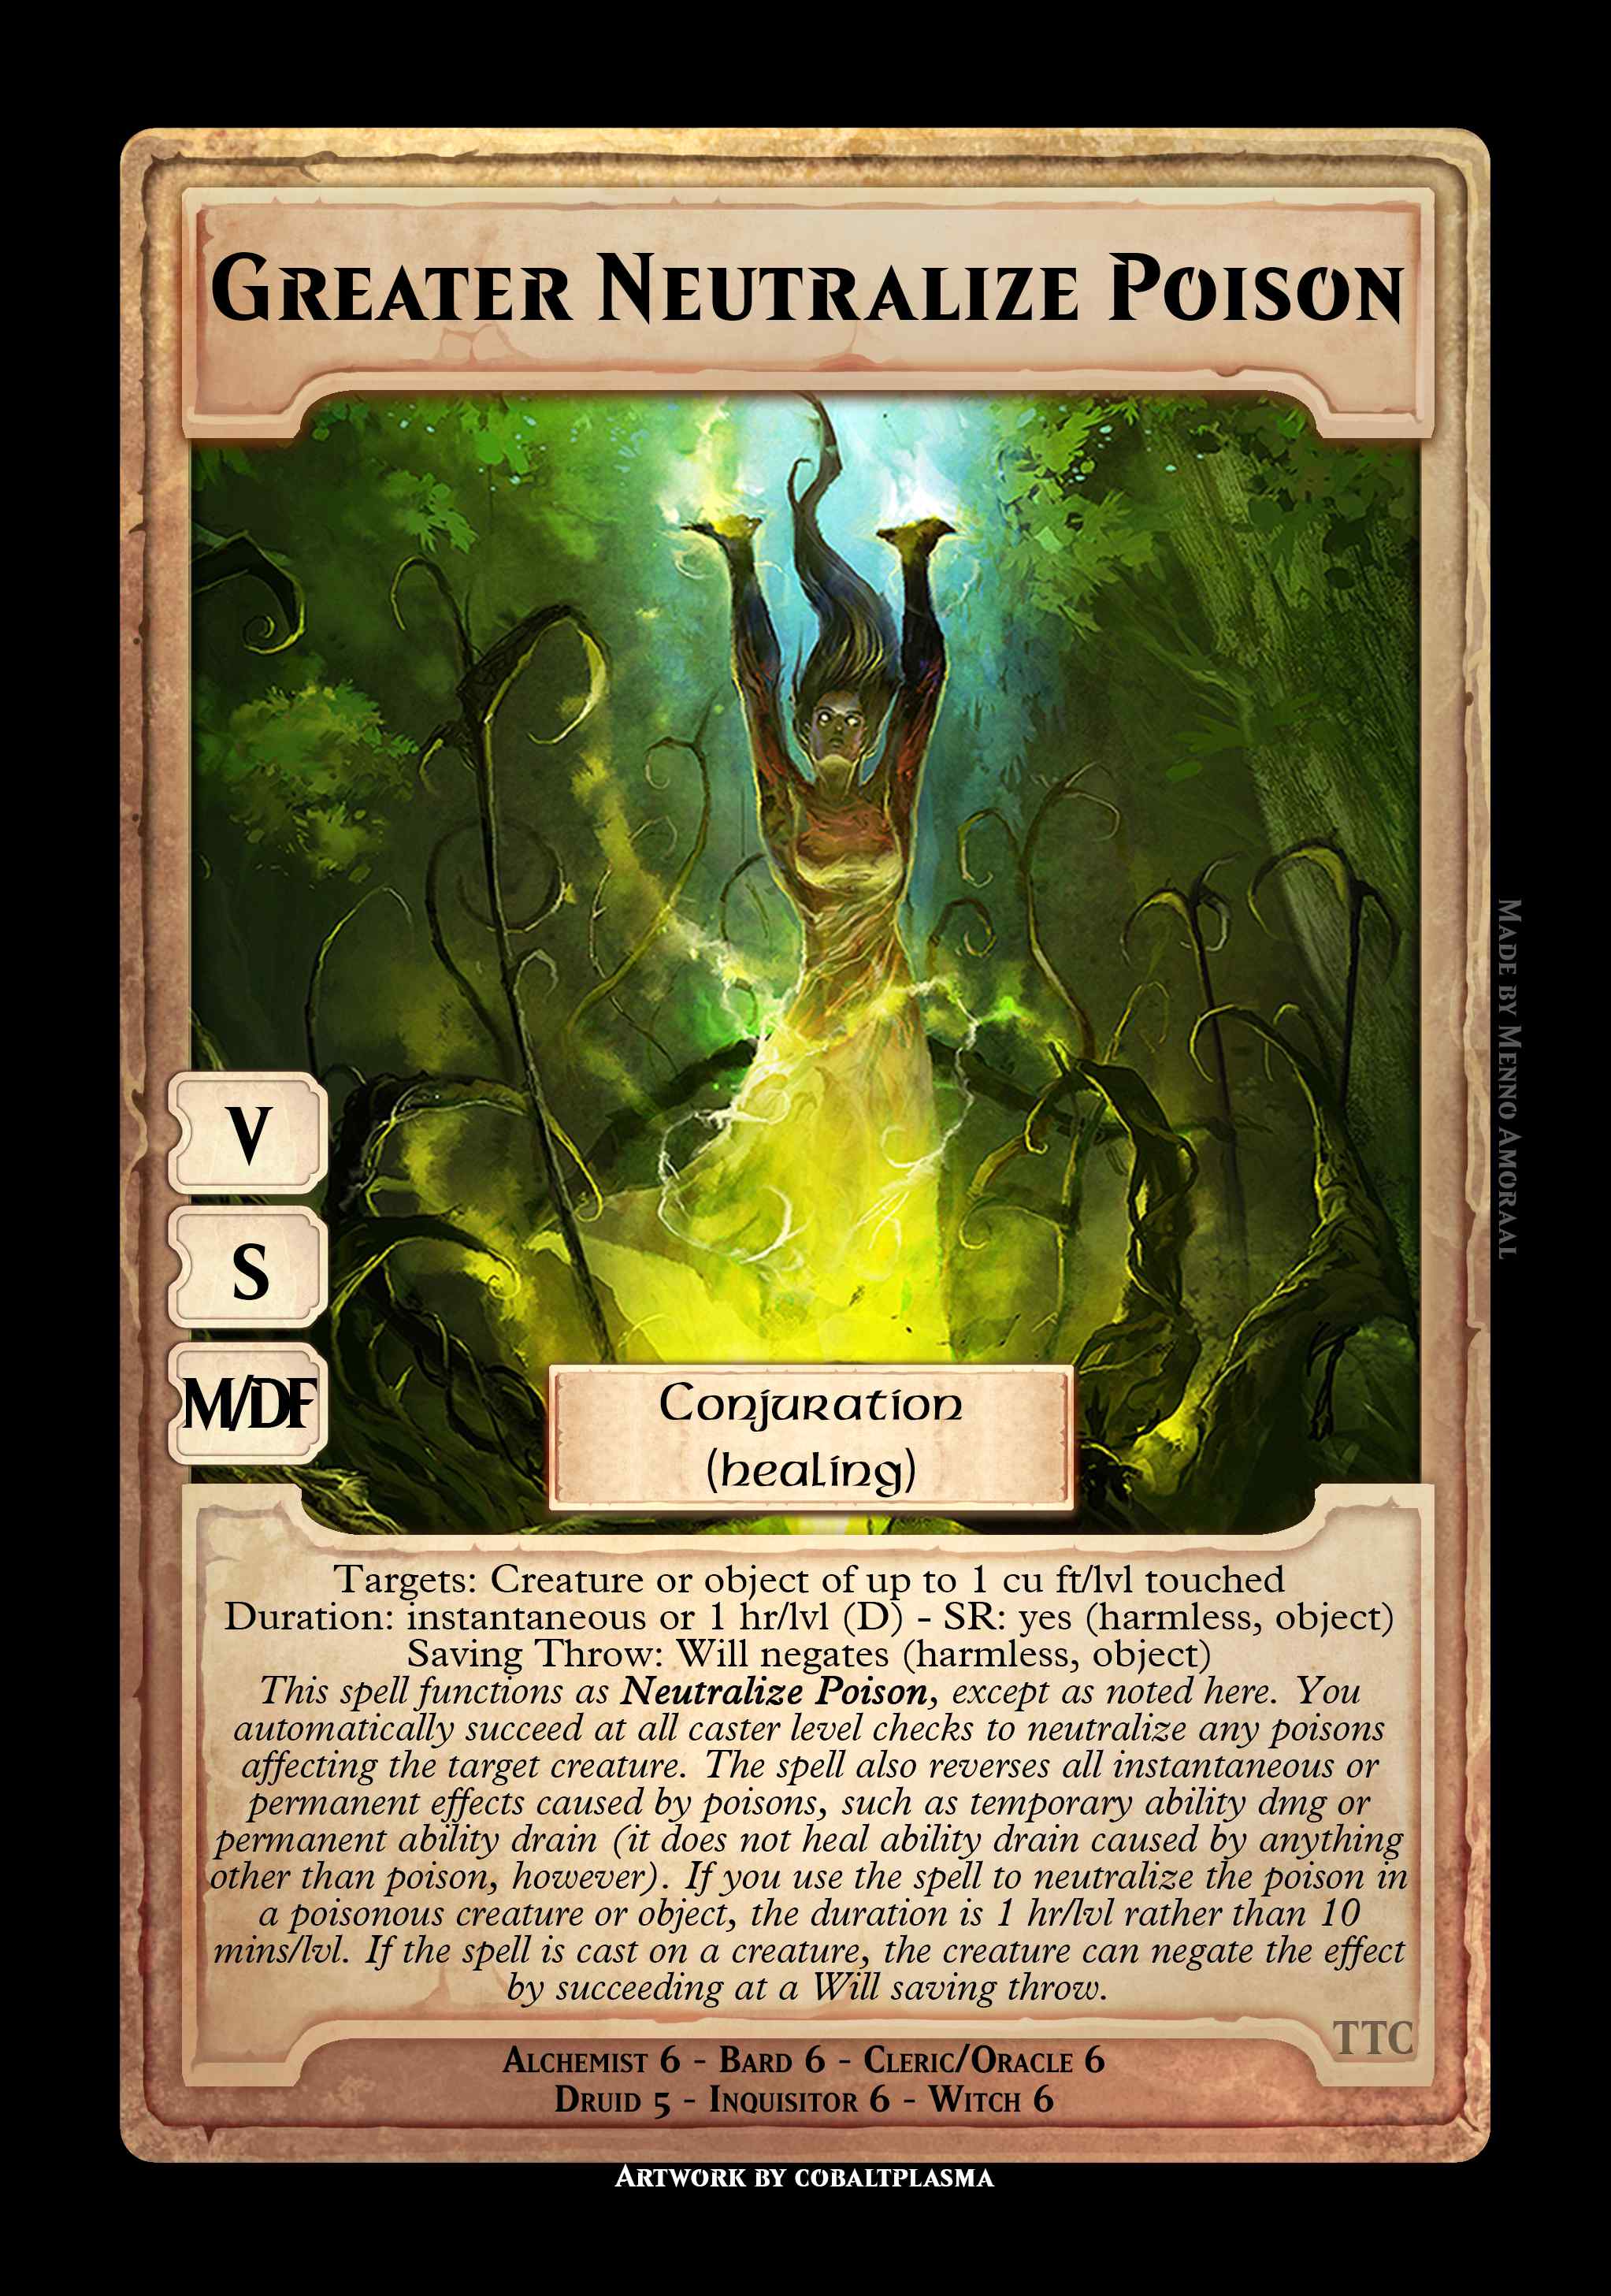 Greater Neutralize Poison
V
S
M/DF
Conjuration
(healing)
Targets: Creature or object of up to 1 cu ft/lvl touched
Duration: instantaneous or 1 hr/lvl (D) - SR: yes (harmless, object)
Saving Throw: Will negates (harmless, object)
This spell functions as Neutralize Poison, except as noted here. You
automatically succeed at all caster level checks to neutralize any poisons
affecting the target creature. The spell also reverses all instantaneous or
permanent effects caused by poisons, such as temporary ability dmg or
permanent ability drain (it does not heal ability drain caused by anything
other than poison, however). If you use the spell to neutralize the poison in
a poisonous creature or object, the duration is 1 hr/lvl rather than 10
mins/lvl. If the spell is cast on a creature, the creature can negate the effect
by succeeding at a Will saving throw.
TTC
Alchemist 6 - Bard 6 - Cleric/Oracle 6
Druid 5 - Inquisitor 6 - Witch 6
Artwork by cobaltplasma
Made by Menno Amoraal